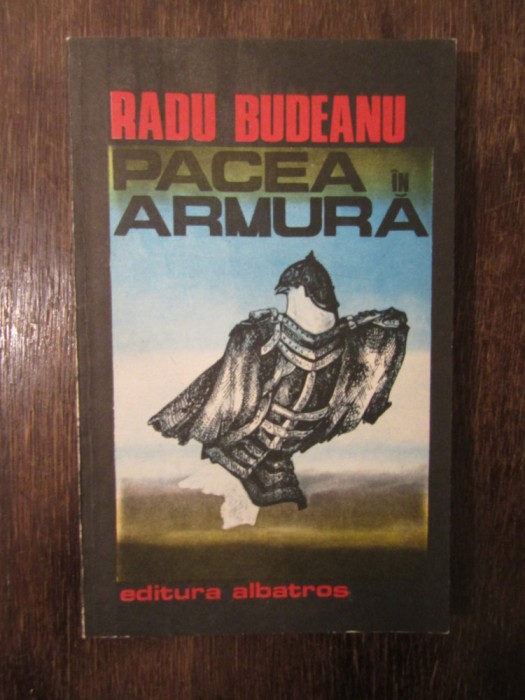 RADU BUDEANU
PACEA ÎN
ARMURĂ
editura albatros